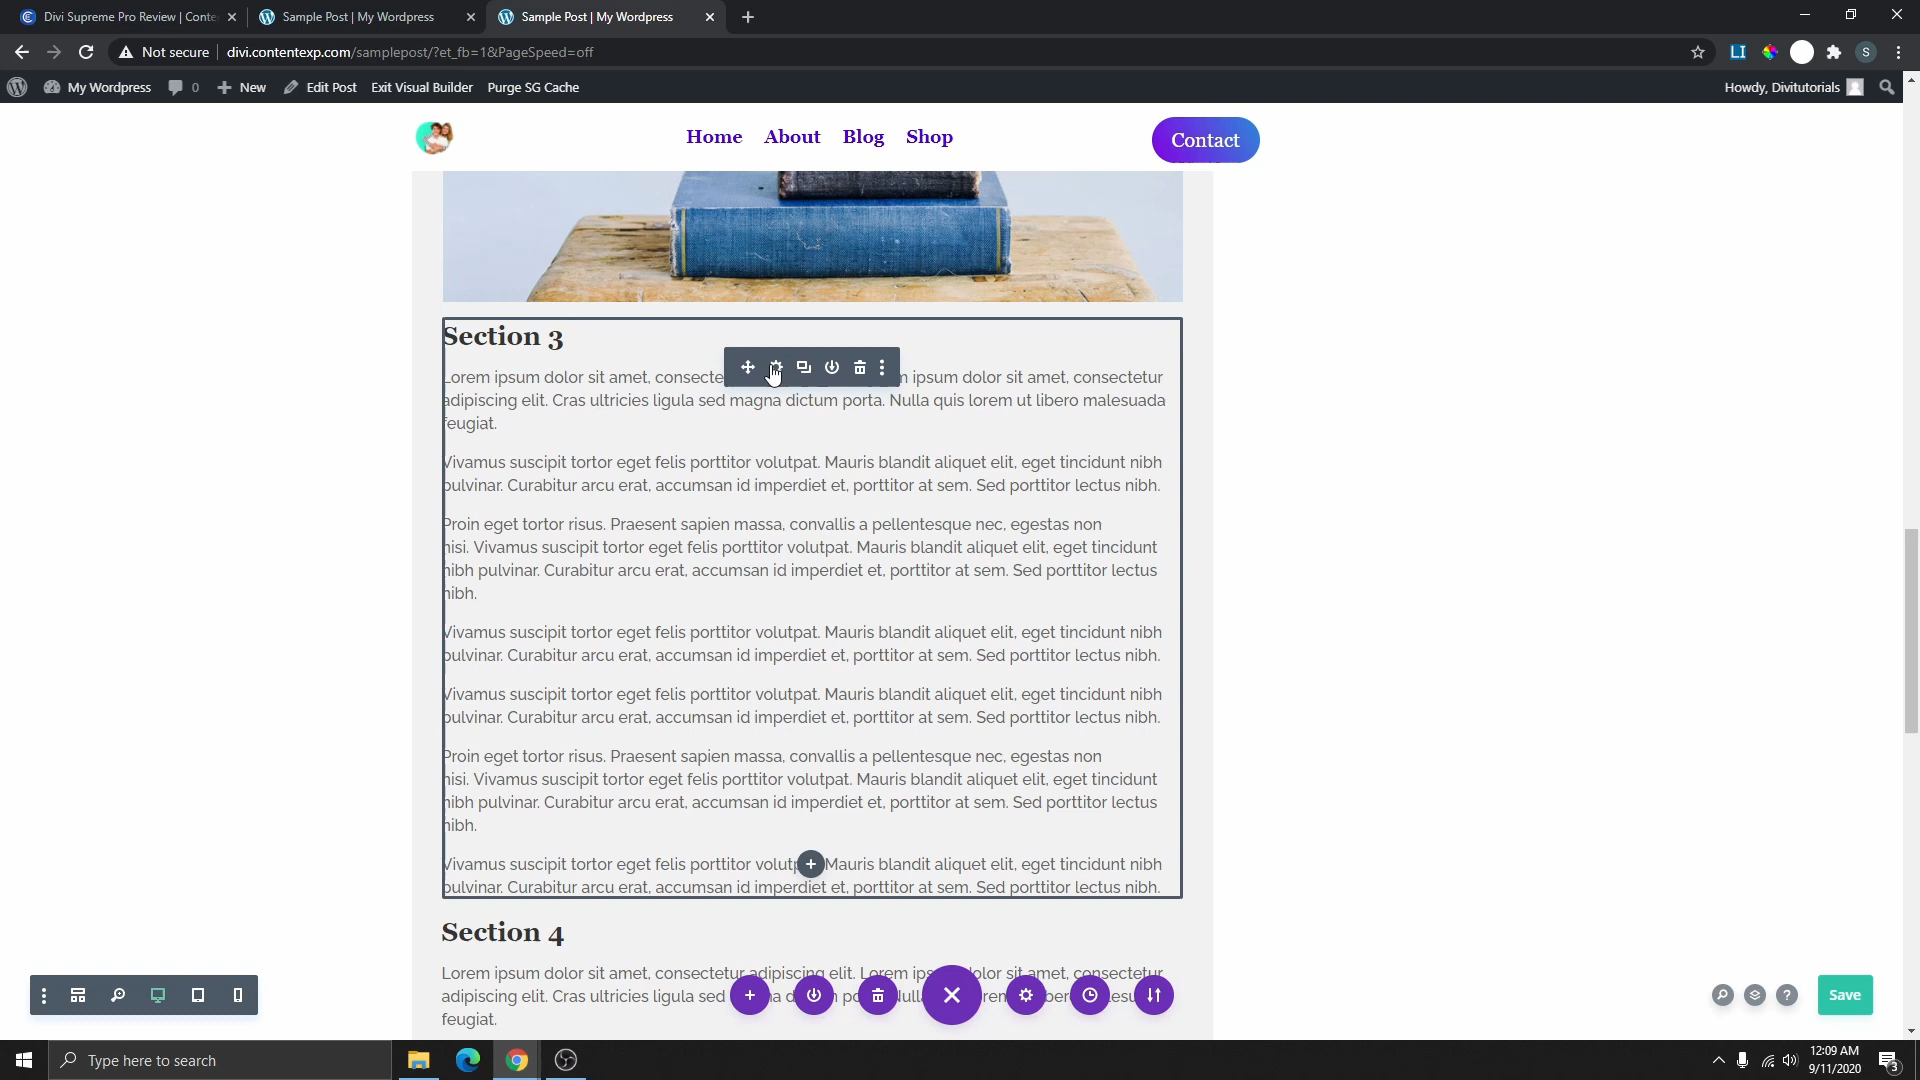 Divi Supreme Pro Review | Conte
Sample Post | My Wordpress
Sample Post | My Wordpress
Not secure
divi.contentexp.com/samplepost/?et_fb=1&PageSpeed=off
LI
S
My Wordpress
0
New
Edit Post
Exit Visual Builder
Purge SG Cache
Howdy, Divitutorials
Home
About
Blog
Shop
Contact
Section 3
Lorem ipsum dolor sit amet, consecte n ipsum dolor sit amet, consectetur
adipiscing elit. Cras ultricies ligula sed magna dictum porta. Nulla quis lorem ut libero malesuada
feugiat.
Vivamus suscipit tortor eget felis porttitor volutpat. Mauris blandit aliquet elit, eget tincidunt nibh
pulvinar. Curabitur arcu erat, accumsan id imperdiet et, porttitor at sem. Sed porttitor lectus nibh.
Proin eget tortor risus. Praesent sapien massa, convallis a pellentesque nec, egestas non
nisi. Vivamus suscipit tortor eget felis porttitor volutpat. Mauris blandit aliquet elit, eget tincidunt
nibh pulvinar. Curabitur arcu erat, accumsan id imperdiet et, porttitor at sem. Sed porttitor lectus
nibh.
Vivamus suscipit tortor eget felis porttitor volutpat. Mauris blandit aliquet elit, eget tincidunt nibh
pulvinar. Curabitur arcu erat, accumsan id imperdiet et, porttitor at sem. Sed porttitor lectus nibh.
Vivamus suscipit tortor eget felis porttitor volutpat. Mauris blandit aliquet elit, eget tincidunt nibh
pulvinar. Curabitur arcu erat, accumsan id imperdiet et, porttitor at sem. Sed porttitor lectus nibh.
Proin eget tortor risus. Praesent sapien massa, convallis a pellentesque nec, egestas non
nisi. Vivamus suscipit tortor eget felis porttitor volutpat. Mauris blandit aliquet elit, eget tincidunt
nibh pulvinar. Curabitur arcu erat, accumsan id imperdiet et, porttitor at sem. Sed porttitor lectus
nibh.
Vivamus suscipit tortor eget felis porttitor volutp Mauris blandit aliquet elit, eget tincidunt nibh
pulvinar. Curabitur arcu erat, accumsan id imperdiet et, porttitor at sem. Sed porttitor lectus nibh.
Section 4
Lorem ipsum dolor sit amet, consectetur adipiscing elit. Lorem ips dolor sit amet, consectetur
adipiscing elit. Cras ultricies ligula sed
feugiat.
Save
Type here to search
12:09 AM
9/11/2020
3